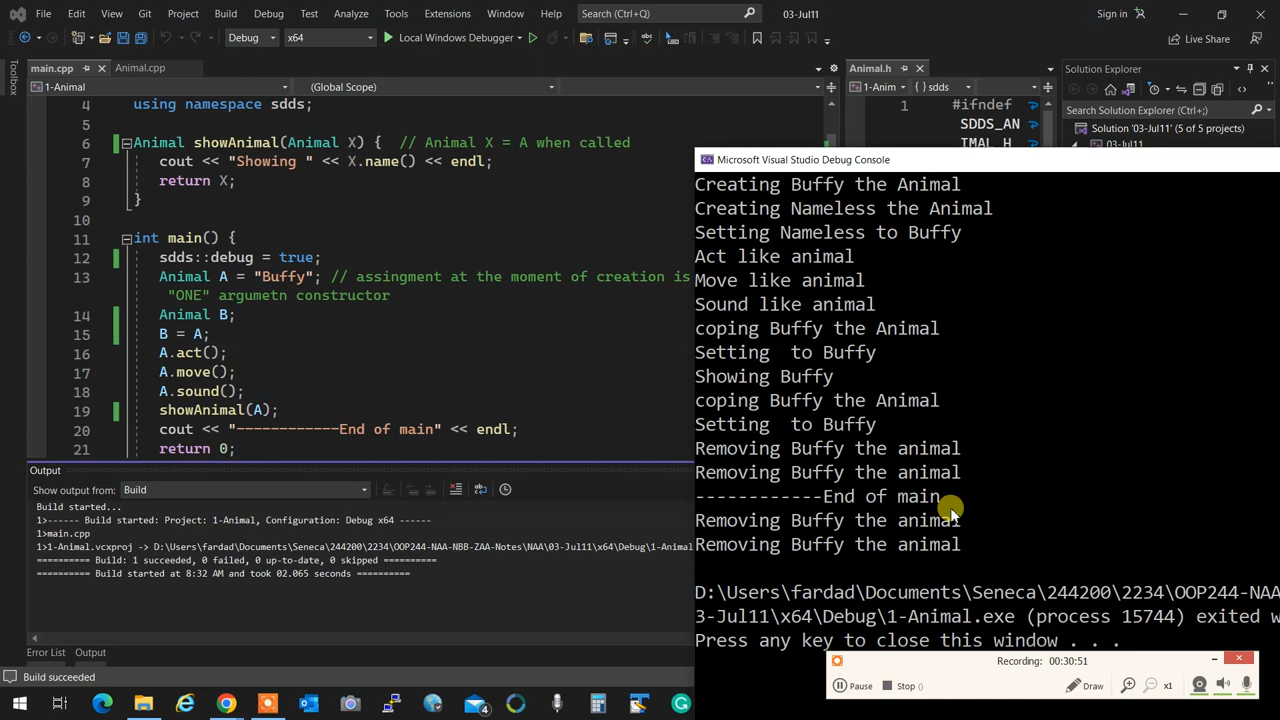 File Edit View Git Project Build Debug Test Analyze Tools Extensions Window Help Search (Ctrl+Q) 03-Jul11 Sign in
Debug x64 Local Windows Debugger Live Share
Toolbox
main.cpp Animal.cpp Animal.h Solution Explorer
1-Animal (Global Scope) 1-Anim sdds
Search Solution Explorer (Ctrl+;)
Solution '03-Jul11' (5 of 5 projects)
03-Jul11
1 #ifndef
SDDS_AN
IMAL_H
4 using namespace sdds;
5
6 Animal showAnimal(Animal X) { // Animal X = A when called
7 cout << "Showing " << X.name() << endl;
8 return X;
9 }
10
11 int main() {
12 sdds::debug = true;
13 Animal A = "Buffy"; // assingment at the moment of creation is
"ONE" argumetn constructor
14 Animal B;
15 B = A;
16 A.act();
17 A.move();
18 A.sound();
19 showAnimal(A);
20 cout << "------------End of main" << endl;
21 return 0;
Output
Show output from: Build
Build started...
1>------ Build started: Project: 1-Animal, Configuration: Debug x64 ------
1>main.cpp
1>1-Animal.vcxproj -> D:\Users\fardad\Documents\Seneca\244200\2234\OOP244-NAA-NBB-ZAA-Notes\NAA\03-Jul11\x64\Debug\1-Animal
========== Build: 1 succeeded, 0 failed, 0 up-to-date, 0 skipped ==========
========== Build started at 8:32 AM and took 02.065 seconds ==========
Error List Output
Build succeeded
Microsoft Visual Studio Debug Console
Creating Buffy the Animal
Creating Nameless the Animal
Setting Nameless to Buffy
Act like animal
Move like animal
Sound like animal
coping Buffy the Animal
Setting  to Buffy
Showing Buffy
coping Buffy the Animal
Setting  to Buffy
Removing Buffy the animal
Removing Buffy the animal
------------End of main
Removing Buffy the animal
Removing Buffy the animal
D:\Users\fardad\Documents\Seneca\244200\2234\OOP244-NAA
3-Jul11\x64\Debug\1-Animal.exe (process 15744) exited w
Press any key to close this window . . .
Recording: 00:30:51
Pause Stop () Draw x1
4